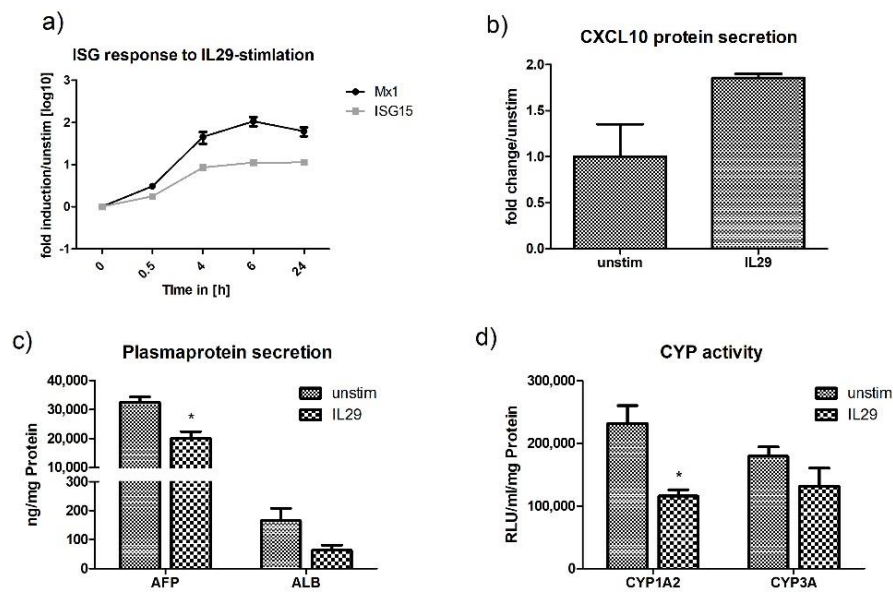 a)
ISG response to IL29-stimlation
fold induction/unstim [log10]
3
2
1
0
-1
0
0.5
4
6
24
TIme in [h]
Mx1
ISG15
b)
CXCL10 protein secretion
fold change/unstim
2.0
1.5
1.0
0.5
0.0
unstim
IL29
c)
Plasmaprotein secretion
ng/mg Protein
40,000
30,000
20,000
10,000
300
200
100
0
*
unstim
IL29
AFP
ALB
d)
CYP activity
RLU/ml/mg Protein
300,000
200,000
100,000
0
*
unstim
IL29
CYP1A2
CYP3A